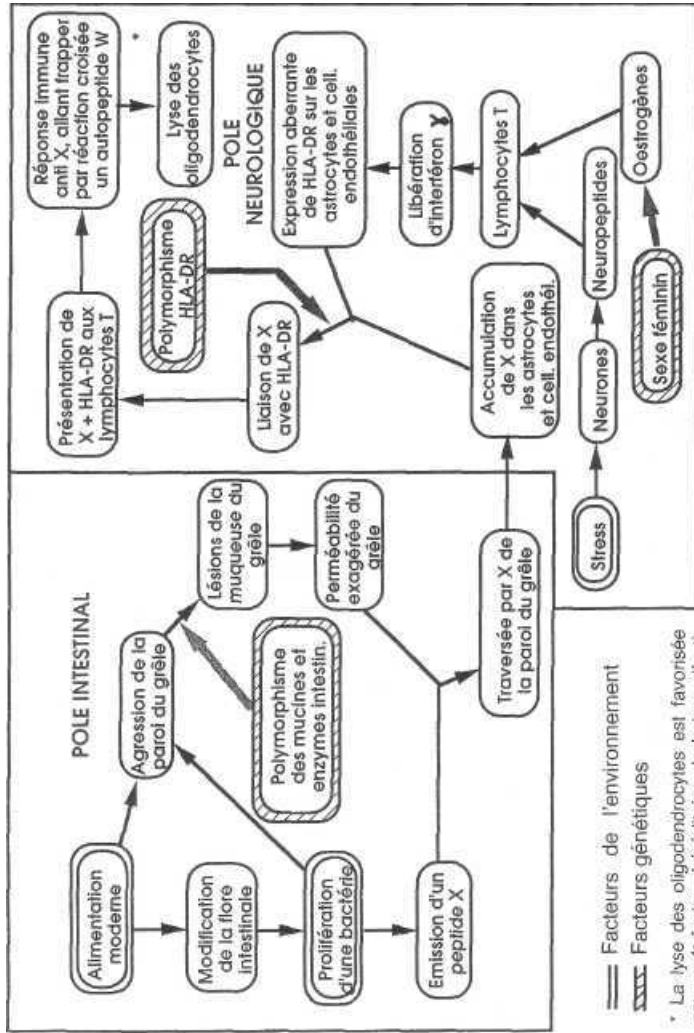 POLE INTESTINAL
Alimentation
moderne
Modification
de la flore
intestinale
Prolifération
d'une bactérie
Emission d'un
peptide X
Agression de la
paroi du grêle
Polymorphisme
des mucines et
enzymes intestin.
Lésions de la
muqueuse du
grêle
Perméabilité
exagérée du
grêle
Traversée par X de
la paroi du grêle
Présentation de
X + HLA-DR aux
lymphocytes T
Réponse immune
anti X, allant trapper
par réaction croisée
un autopeptide W
*
Lyse des
oligodendrocytes
Polymorphisme
HLA-DR
POLE
NEUROLOGIQUE
Liaison de X
avec HLA-DR
Expression aberrante
de HLA-DR sur les
astrocytes et cell.
endothéliales
Accumulation
de X dans
les astrocytes
et cell. endothél.
Libération
d'interféron γ
Lymphocytes T
Stress
Neurones
Neuropeptides
Oestrogènes
Sexe féminin
Facteurs de l'environnement
Facteurs génétiques
* La lyse des oligodendrocytes est favorisée